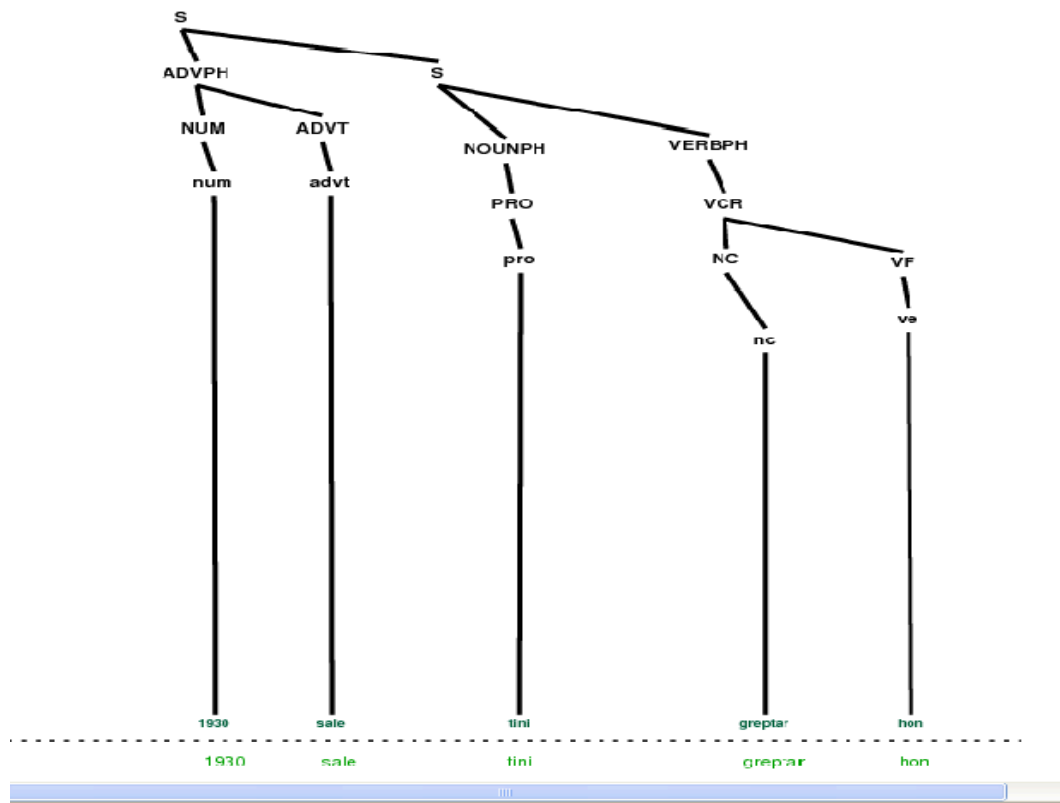 S
ADVPH S
NUM ADVT NOUNPH VERBPH
num advt PRO VCR
pro NC VF
nc ve
1930 sale tini greptar hon
1930 sale tini greptar hon